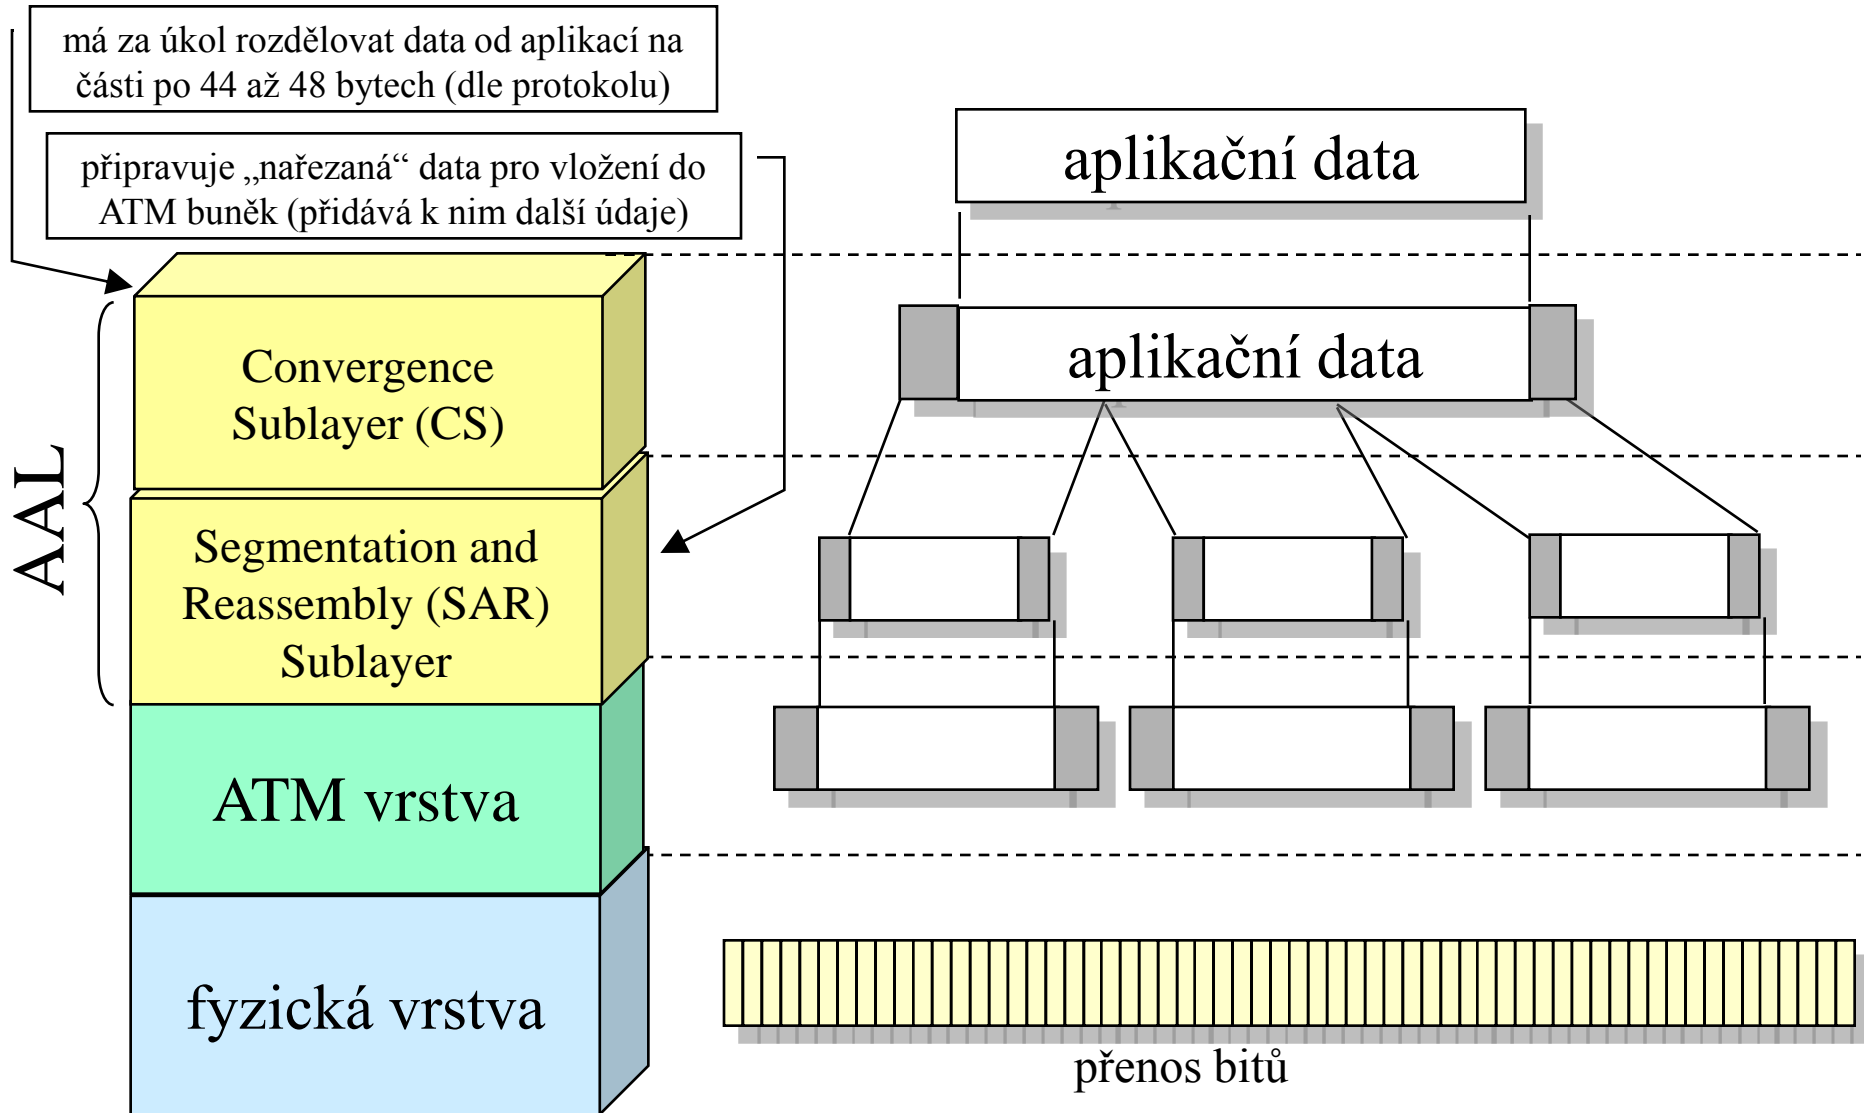 má za úkol rozdělovat data od aplikací na
části po 44 až 48 bytech (dle protokolu)
připravuje „nařezaná“ data pro vložení do
ATM buněk (přidává k nim další údaje)
aplikační data
aplikační data
AAL
Convergence
Sublayer (CS)
Segmentation and
Reassembly (SAR)
Sublayer
ATM vrstva
fyzická vrstva
přenos bitů